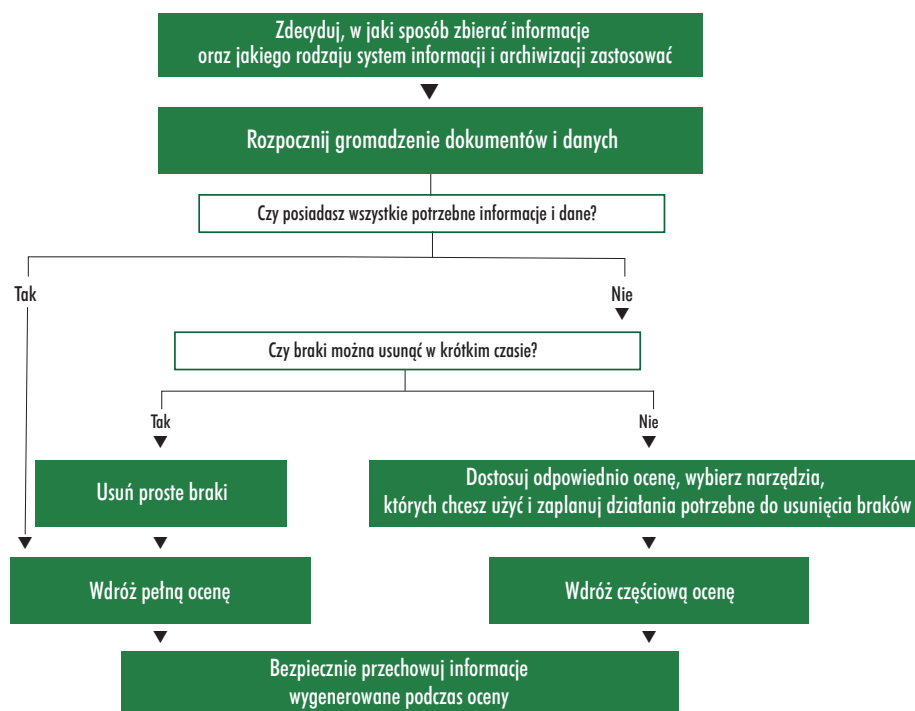 Zdecyduj, w jaki sposób zbierać informacje
oraz jakiego rodzaju system informacji i archiwizacji zastosować
Rozpocznij gromadzenie dokumentów i danych
Czy posiadasz wszystkie potrzebne informacje i dane?
Tak
Nie
Czy braki można usunąć w krótkim czasie?
Tak
Nie
Usuń proste braki
Dostosuj odpowiednio ocenę, wybierz narzędzia,
których chcesz użyć i zaplanuj działania potrzebne do usunięcia braków
Wdróż pełną ocenę
Wdróż częściową ocenę
Bezpiecznie przechowuj informacje
wygenerowane podczas oceny